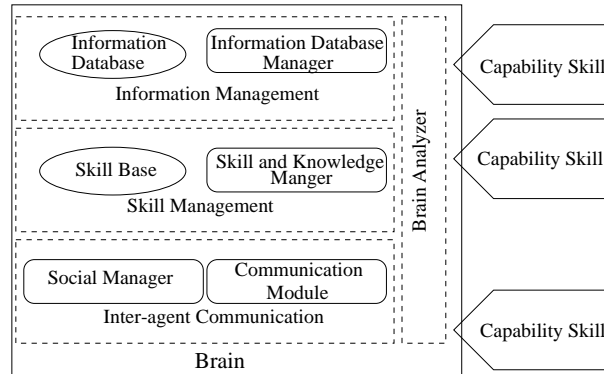 Information
Database
Information Database
Manager
Information Management
Skill Base
Skill and Knowledge
Manger
Skill Management
Social Manager
Communication
Module
Inter-agent Communication
Brain
Brain Analyzer
Capability Skill
Capability Skill
Capability Skill